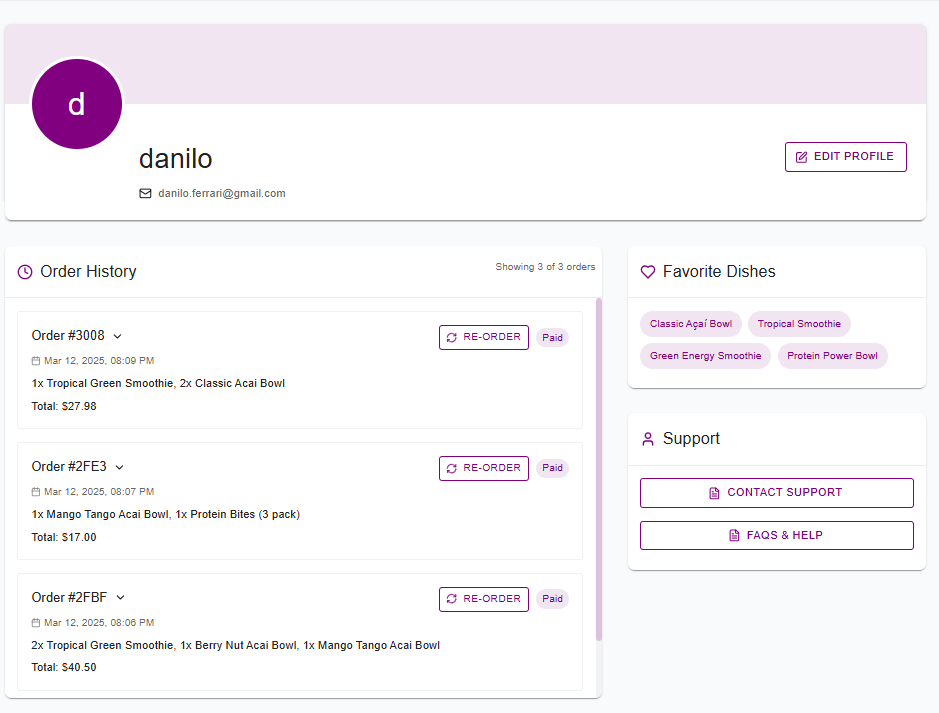 d
danilo
EDIT PROFILE
danilo.ferrari@gmail.com
Order History
Showing 3 of 3 orders
Order #3008
RE-ORDER
Paid
Mar 12, 2025, 08:09 PM
1x Tropical Green Smoothie, 2x Classic Acai Bowl
Total: $27.98
Order #2FE3
RE-ORDER
Paid
Mar 12, 2025, 08:07 PM
1x Mango Tango Acai Bowl, 1x Protein Bites (3 pack)
Total: $17.00
Order #2FBF
RE-ORDER
Paid
Mar 12, 2025, 08:06 PM
2x Tropical Green Smoothie, 1x Berry Nut Acai Bowl, 1x Mango Tango Acai Bowl
Total: $40.50
Favorite Dishes
Classic Açaí Bowl
Tropical Smoothie
Green Energy Smoothie
Protein Power Bowl
Support
CONTACT SUPPORT
FAQS & HELP